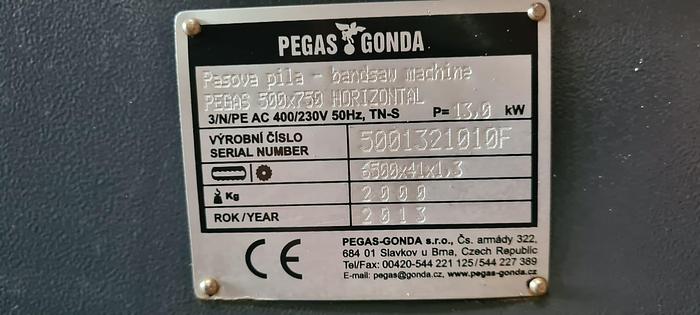 PEGAS GONDA
Pasova pila - bandsaw machine
PEGAS 500x750 HORIZONTAL
3/N/PE AC 400/230V 50Hz, TN-S P= 13,0 kW
VÝROBNÍ ČÍSLO
SERIAL NUMBER 5001321010F
6500x41x1,3
Kg 2000
ROK/YEAR 2013
CE
PEGAS-GONDA s.r.o., Čs. armády 322,
684 01 Slavkov u Brna, Czech Republic
Tel/Fax: 00420-544 221 125/544 227 389
E-mail: pegas@gonda.cz, www.pegas-gonda.cz